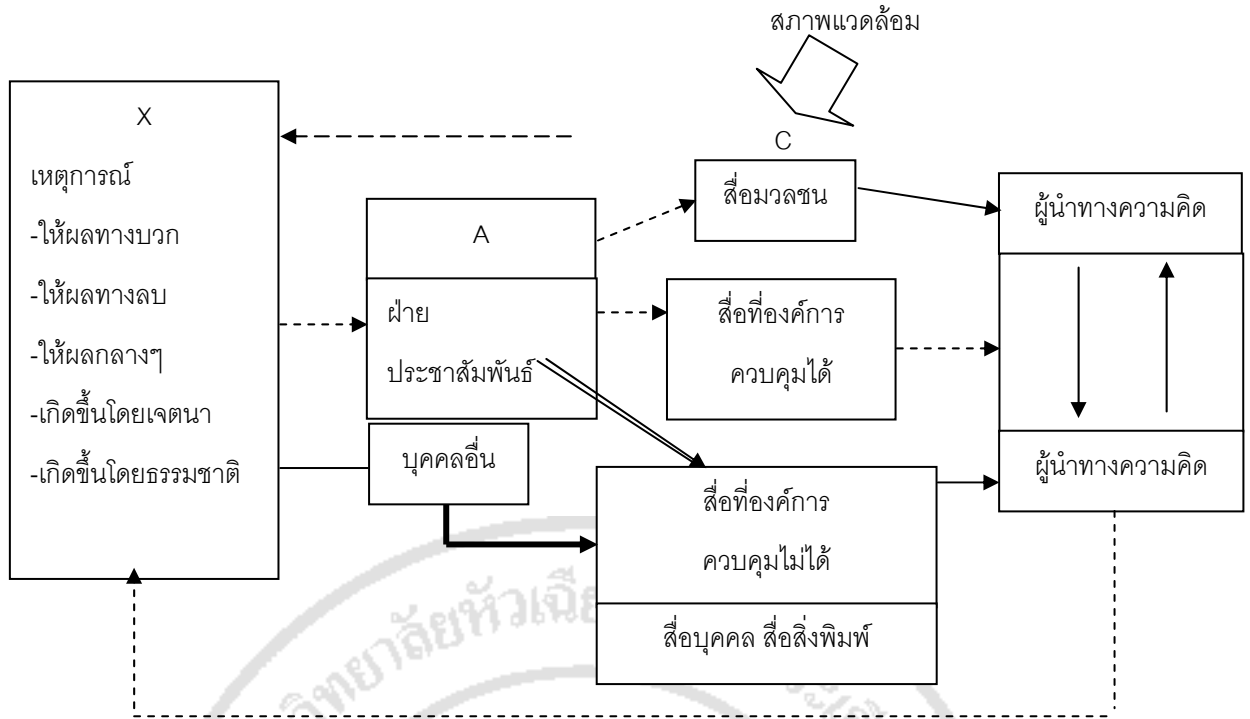 สภาพแวดล้อม
X
เหตุการณ์
-ให้ผลทางบวก
-ให้ผลทางลบ
-ให้ผลกลางๆ
-เกิดขึ้นโดยเจตนา
-เกิดขึ้นโดยธรรมชาติ
A
ฝ่าย
ประชาสัมพันธ์
บุคคลอื่น
C
สื่อมวลชน
สื่อที่องค์การ
ควบคุมได้
สื่อที่องค์การ
ควบคุมไม่ได้
สื่อบุคคล สื่อสิ่งพิมพ์
ผู้นำทางความคิด
ผู้นำทางความคิด